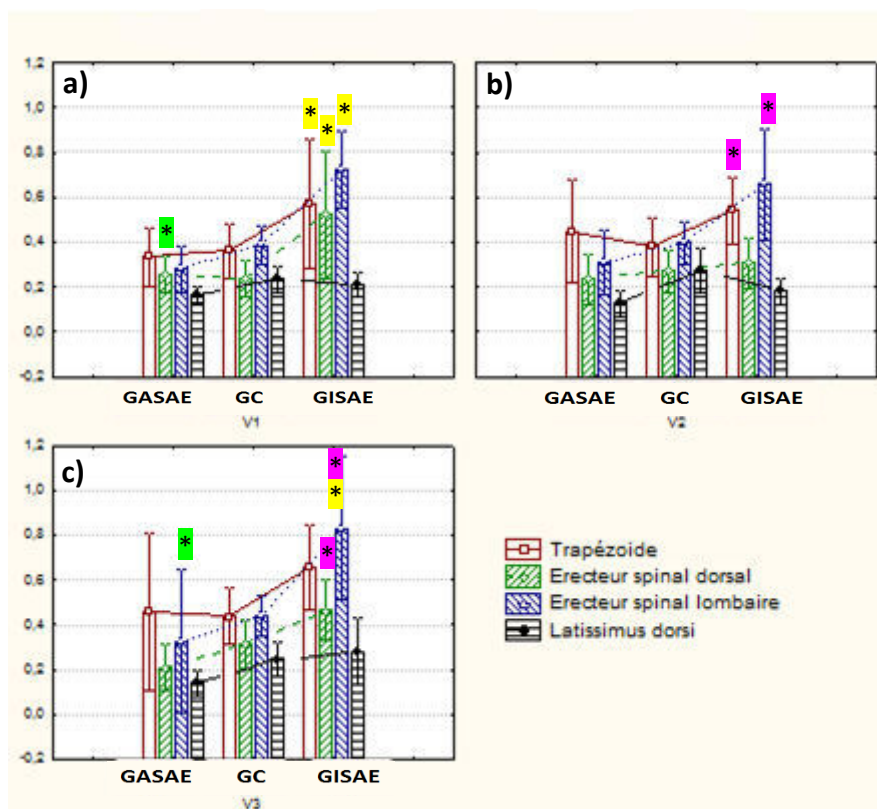 a)
1,2
1,0
0,8
0,6
0,4
0,2
0,0
-0,2
* * * *
GASAE GC GISAE
V1
b)
* *
GASAE GC GISAE
V2
c)
1,2
1,0
0,8
0,6
0,4
0,2
0,0
-0,2
* * * *
GASAE GC GISAE
V3
Trapézoide
Erecteur spinal dorsal
Erecteur spinal lombaire
Latissimus dorsi